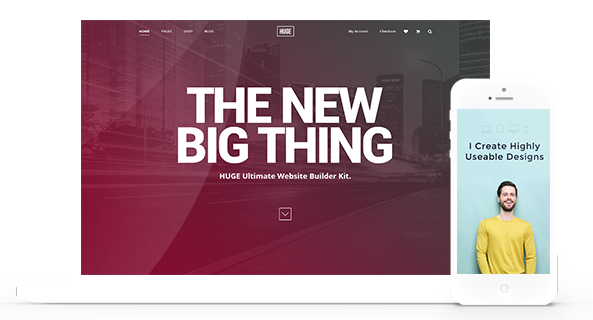 HOME PAGES SHOP BLOG HUGE My Account Checkout
THE NEW
BIG THING
HUGE Ultimate Website Builder Kit.
I Create Highly
Useable Designs